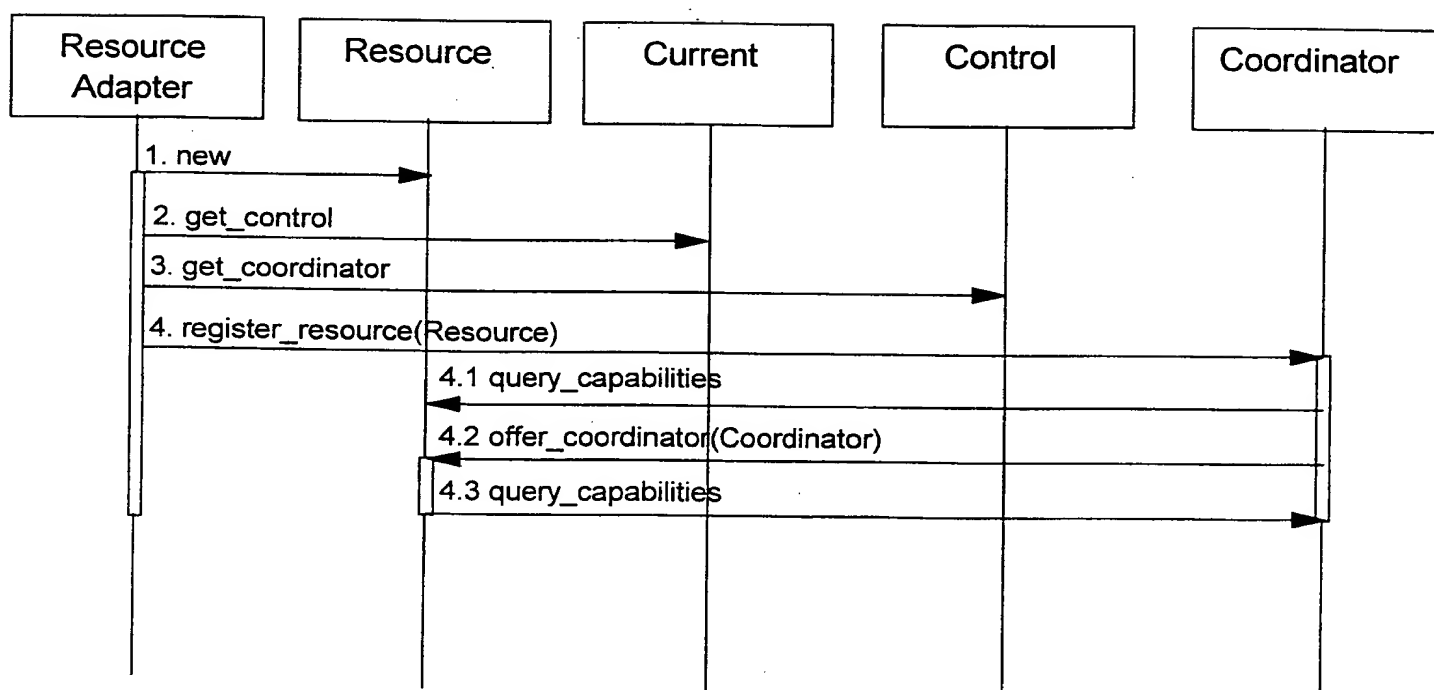 Resource
Adapter
Resource
Current
Control
Coordinator
1. new
2. get_control
3. get_coordinator
4. register_resource(Resource)
4.1 query_capabilities
4.2 offer_coordinator(Coordinator)
4.3 query_capabilities